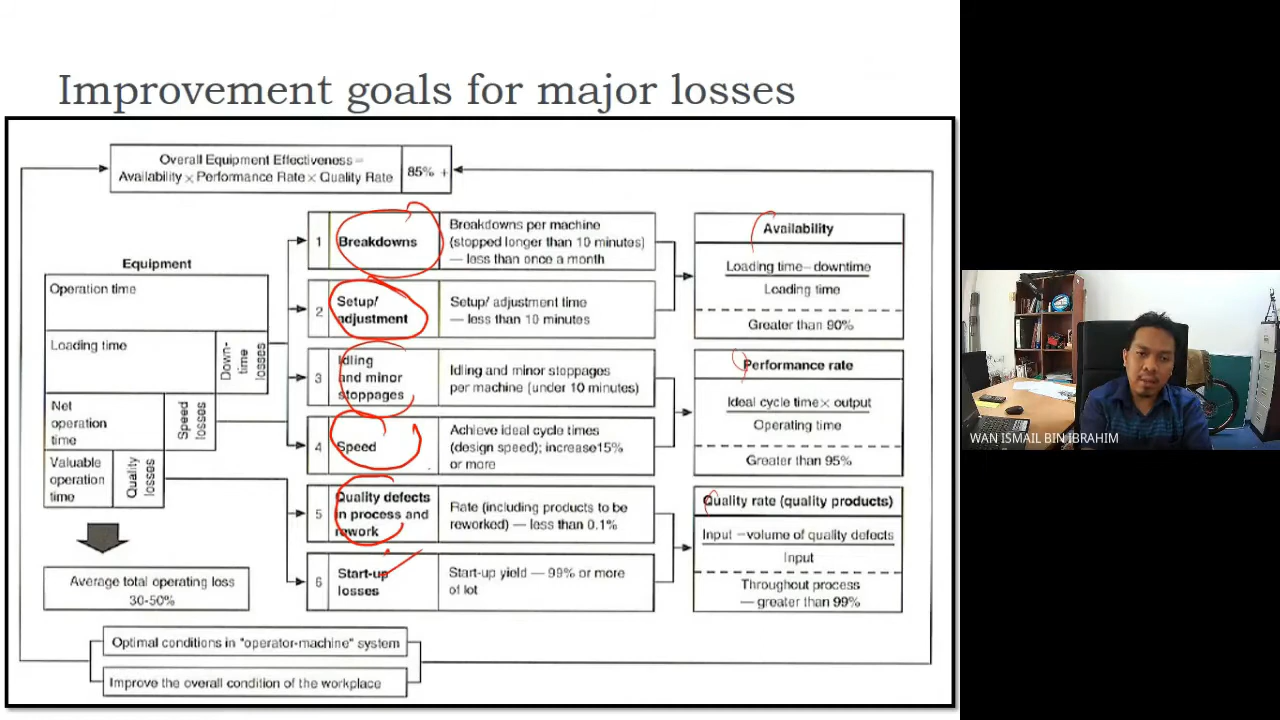 Improvement goals for major losses
Overall Equipment Effectiveness=
Availability × Performance Rate × Quality Rate
85% +
Equipment
Operation time
Loading time
Down-
time
losses
Net
operation
time
Speed
losses
Valuable
operation
time
Quality
losses
Average total operating loss
30-50%
1
Breakdowns
Breakdowns per machine
(stopped longer than 10 minutes)
— less than once a month
2
Setup/
adjustment
Setup/ adjustment time
— less than 10 minutes
3
Idling
and minor
stoppages
Idling and minor stoppages
per machine (under 10 minutes)
4
Speed
Achieve ideal cycle times
(design speed); increase15%
or more
5
Quality defects
in process and
rework
Rate (including products to be
reworked) — less than 0.1%
6
Start-up
losses
Start-up yield — 99% or more
of lot
Availability
Loading time–downtime
Loading time
Greater than 90%
Performance rate
Ideal cycle time× output
Operating time
Greater than 95%
Quality rate (quality products)
Input –volume of quality defects
Input
Throughout process
— greater than 99%
Optimal conditions in "operator-machine" system
Improve the overall condition of the workplace
WAN ISMAIL BIN IBRAHIM